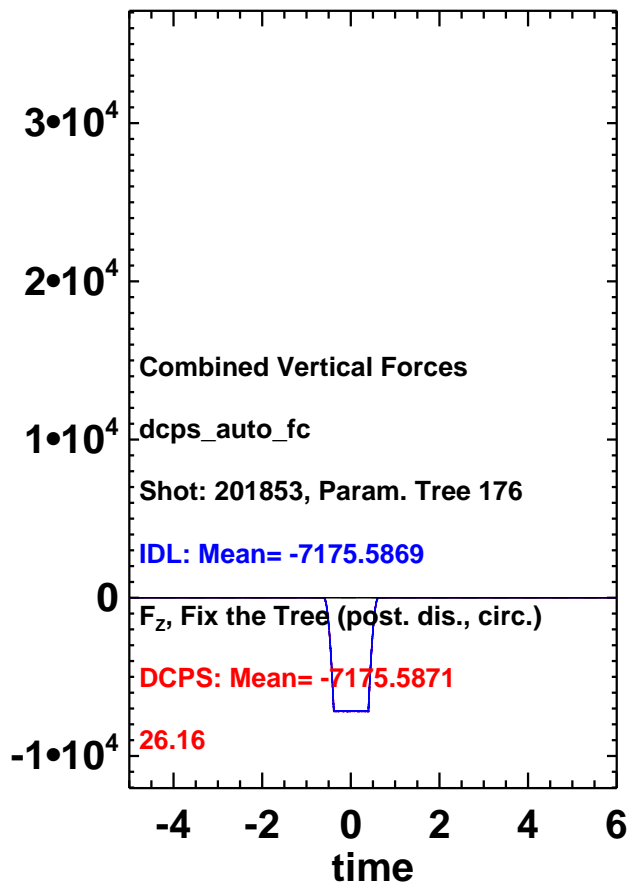 3•10⁴
2•10⁴
Combined Vertical Forces
dcps_auto_fc
1•10⁴
Shot: 201853, Param. Tree 176
IDL: Mean= -7175.5869
0
F_Z, Fix the Tree (post. dis., circ.)
DCPS: Mean= -7175.5871
26.16
-1•10⁴
-4 -2 0 2 4 6
time